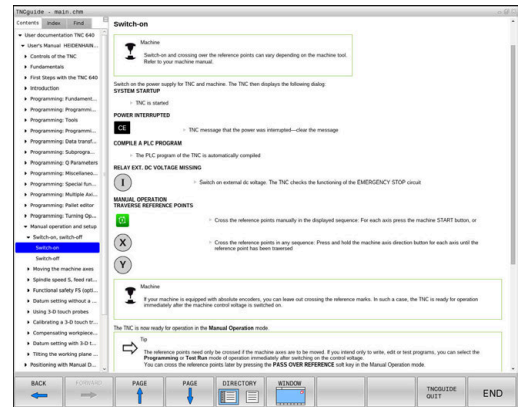 TNCguide - main.chm
Contents Index Find
User documentation TNC 640
User's Manual HEIDENHAIN...
Controls of the TNC
Fundamentals
First Steps with the TNC 640
Introduction
Programming: Fundament...
Programming: Programmi...
Programming: Tools
Programming: Programmi...
Programming: Data transf...
Programming: Subprogra...
Programming: Q Parameters
Programming: Miscellaneo...
Programming: Special fun...
Programming: Multiple Axi...
Programming: Pallet editor
Programming: Turning Op...
Manual operation and setup
Switch-on, switch-off
Switch-on
Switch-off
Moving the machine axes
Spindle speed S, feed rat...
Functional safety FS (opti...
Datum setting without a ...
Using 3-D touch probes
Calibrating a 3-D touch tr...
Compensating workpiece...
Datum setting with 3-D t...
Tilting the working plane ...
Positioning with Manual D...
Switch-on
Machine
Switch-on and crossing over the reference points can vary depending on the machine tool.
Refer to your machine manual.
Switch on the power supply for TNC and machine. The TNC then displays the following dialog:
SYSTEM STARTUP
TNC is started
POWER INTERRUPTED
CE
TNC message that the power was interrupted—clear the message
COMPILE A PLC PROGRAM
The PLC program of the TNC is automatically compiled
RELAY EXT. DC VOLTAGE MISSING
I
Switch on external dc voltage. The TNC checks the functioning of the EMERGENCY STOP circuit
MANUAL OPERATION
TRAVERSE REFERENCE POINTS
Cross the reference points manually in the displayed sequence: For each axis press the machine START button, or
X
Cross the reference points in any sequence: Press and hold the machine axis direction button for each axis until the
reference point has been traversed
Y
Machine
If your machine is equipped with absolute encoders, you can leave out crossing the reference marks. In such a case, the TNC is ready for operation
immediately after the machine control voltage is switched on.
The TNC is now ready for operation in the Manual Operation mode.
Tip
The reference points need only be crossed if the machine axes are to be moved. If you intend only to write, edit or test programs, you can select the
Programming or Test Run mode of operation immediately after switching on the control voltage.
You can cross the reference points later by pressing the PASS OVER REFERENCE soft key in the Manual Operation mode.
BACK FORWARD PAGE PAGE DIRECTORY WINDOW TNCGUIDE
QUIT END